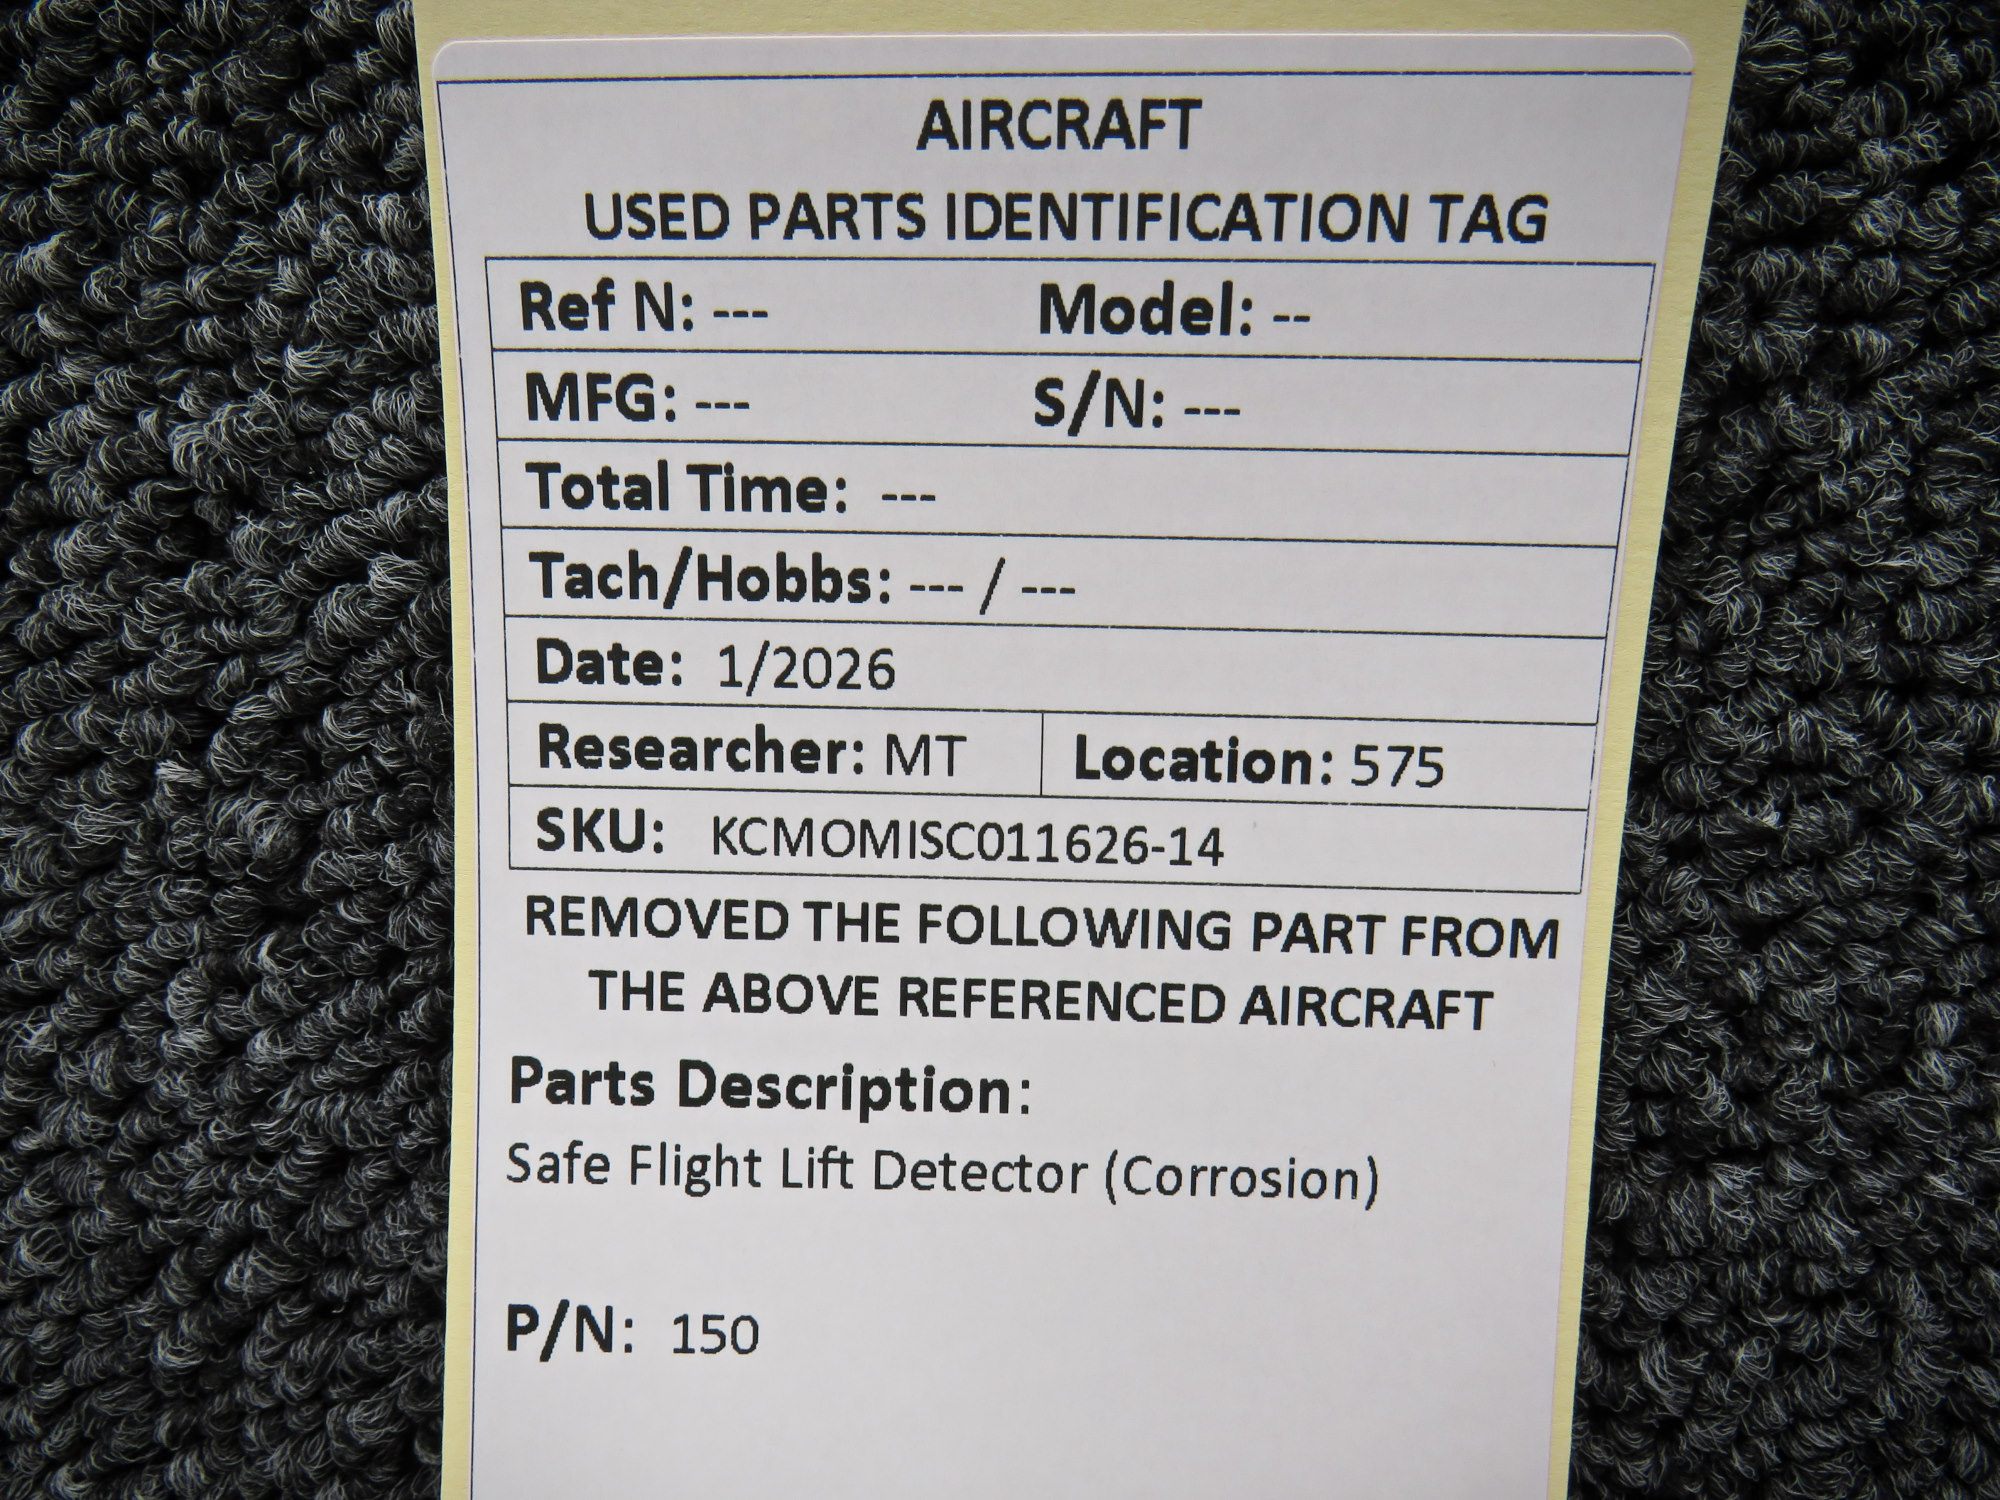 AIRCRAFT
USED PARTS IDENTIFICATION TAG
Ref N: --- Model: --
MFG: --- S/N: ---
Total Time: ---
Tach/Hobbs: --- / ---
Date: 1/2026
Researcher: MT Location: 575
SKU: KCMOMISC011626-14
REMOVED THE FOLLOWING PART FROM
THE ABOVE REFERENCED AIRCRAFT
Parts Description:
Safe Flight Lift Detector (Corrosion)
P/N: 150